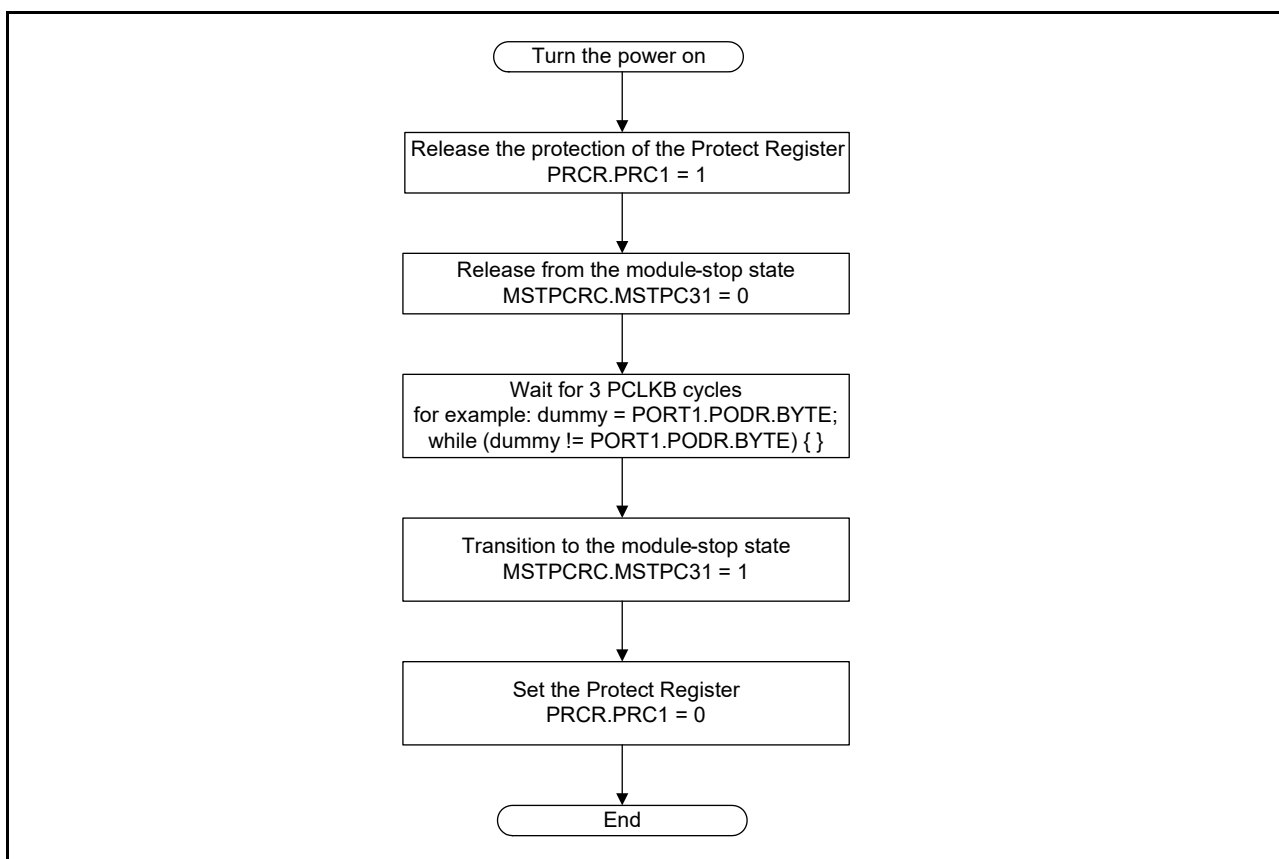 Turn the power on
Release the protection of the Protect Register
PRCR.PRC1 = 1
Release from the module-stop state
MSTPCRC.MSTPC31 = 0
Wait for 3 PCLKB cycles
for example: dummy = PORT1.PODR.BYTE;
while (dummy != PORT1.PODR.BYTE) { }
Transition to the module-stop state
MSTPCRC.MSTPC31 = 1
Set the Protect Register
PRCR.PRC1 = 0
End